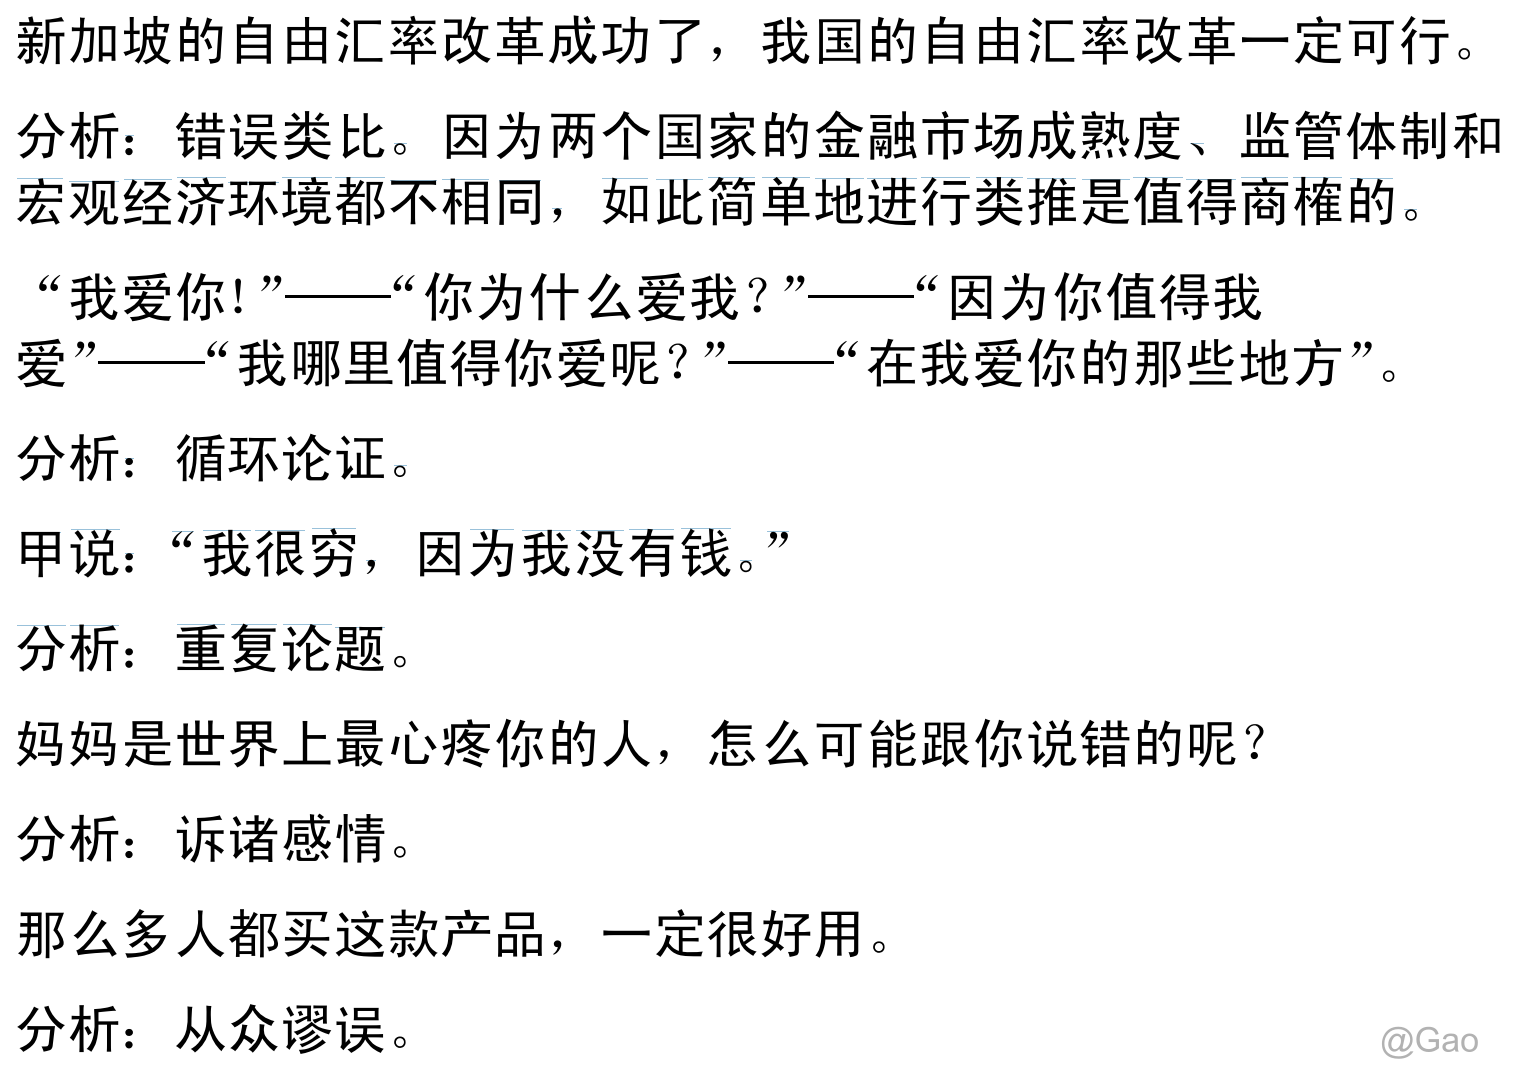 新加坡的自由汇率改革成功了，我国的自由汇率改革一定可行。
分析：错误类比。因为两个国家的金融市场成熟度、监管体制和
宏观经济环境都不相同，如此简单地进行类推是值得商榷的。
“我爱你!”——“你为什么爱我?”——“因为你值得我
爱”——“我哪里值得你爱呢?”——“在我爱你的那些地方”。
分析：循环论证。
甲说：“我很穷，因为我没有钱。”
分析：重复论题。
妈妈是世界上最心疼你的人，怎么可能跟你说错的呢?
分析：诉诸感情。
那么多人都买这款产品，一定很好用。
分析：从众谬误。
@Gao